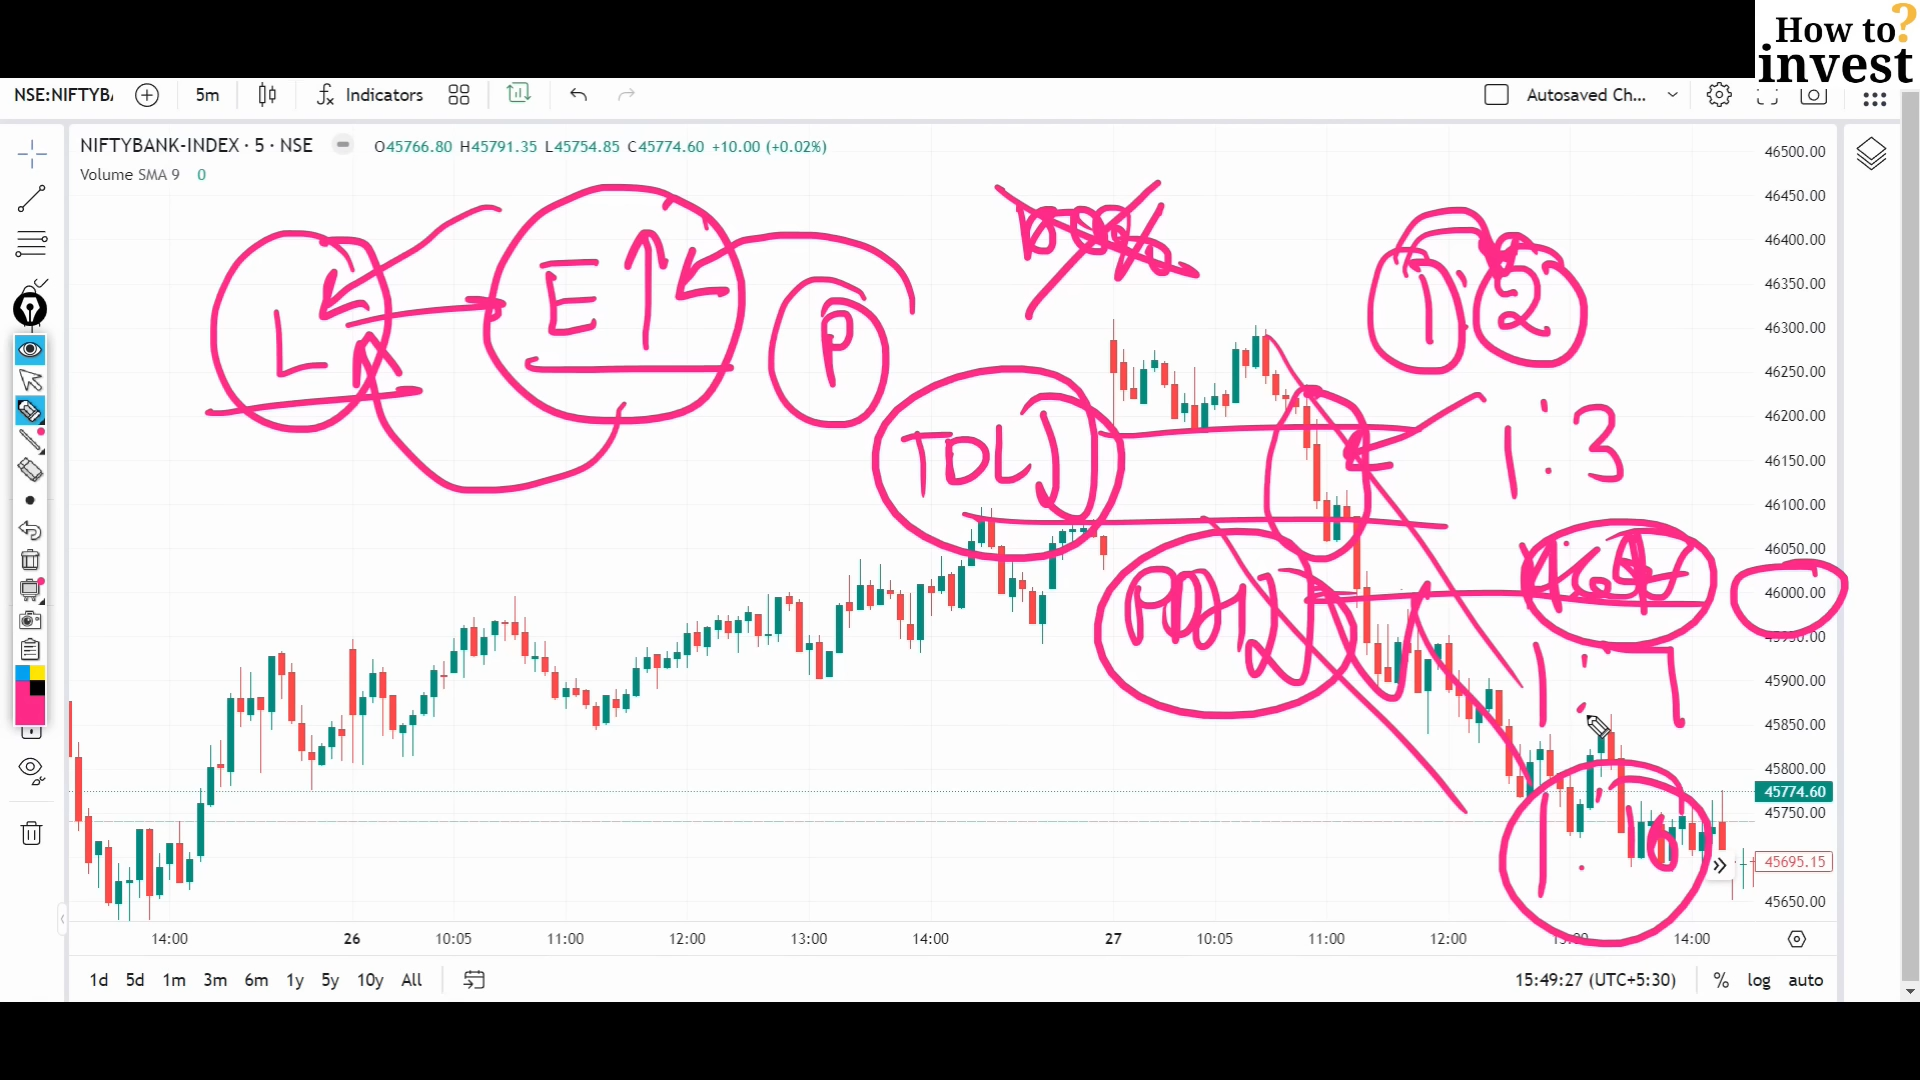 How to?
invest
NSE:NIFTYB
5m
Indicators
Autosaved Ch...
NIFTYBANK-INDEX · 5 · NSE
O45766.80 H45791.35 L45754.85 C45774.60 +10.00 (+0.02%)
Volume SMA 9 0
L
E
P
TDL
PDH
1:2
1:3
1:10
46500.00
46450.00
46400.00
46350.00
46300.00
46250.00
46200.00
46150.00
46100.00
46050.00
46000.00
45950.00
45900.00
45850.00
45800.00
45774.60
45750.00
45695.15
45650.00
14:00 26 10:05 11:00 12:00 13:00 14:00 27 10:05 11:00 12:00 13:00 14:00
1d 5d 1m 3m 6m 1y 5y 10y All
15:49:27 (UTC+5:30) % log auto